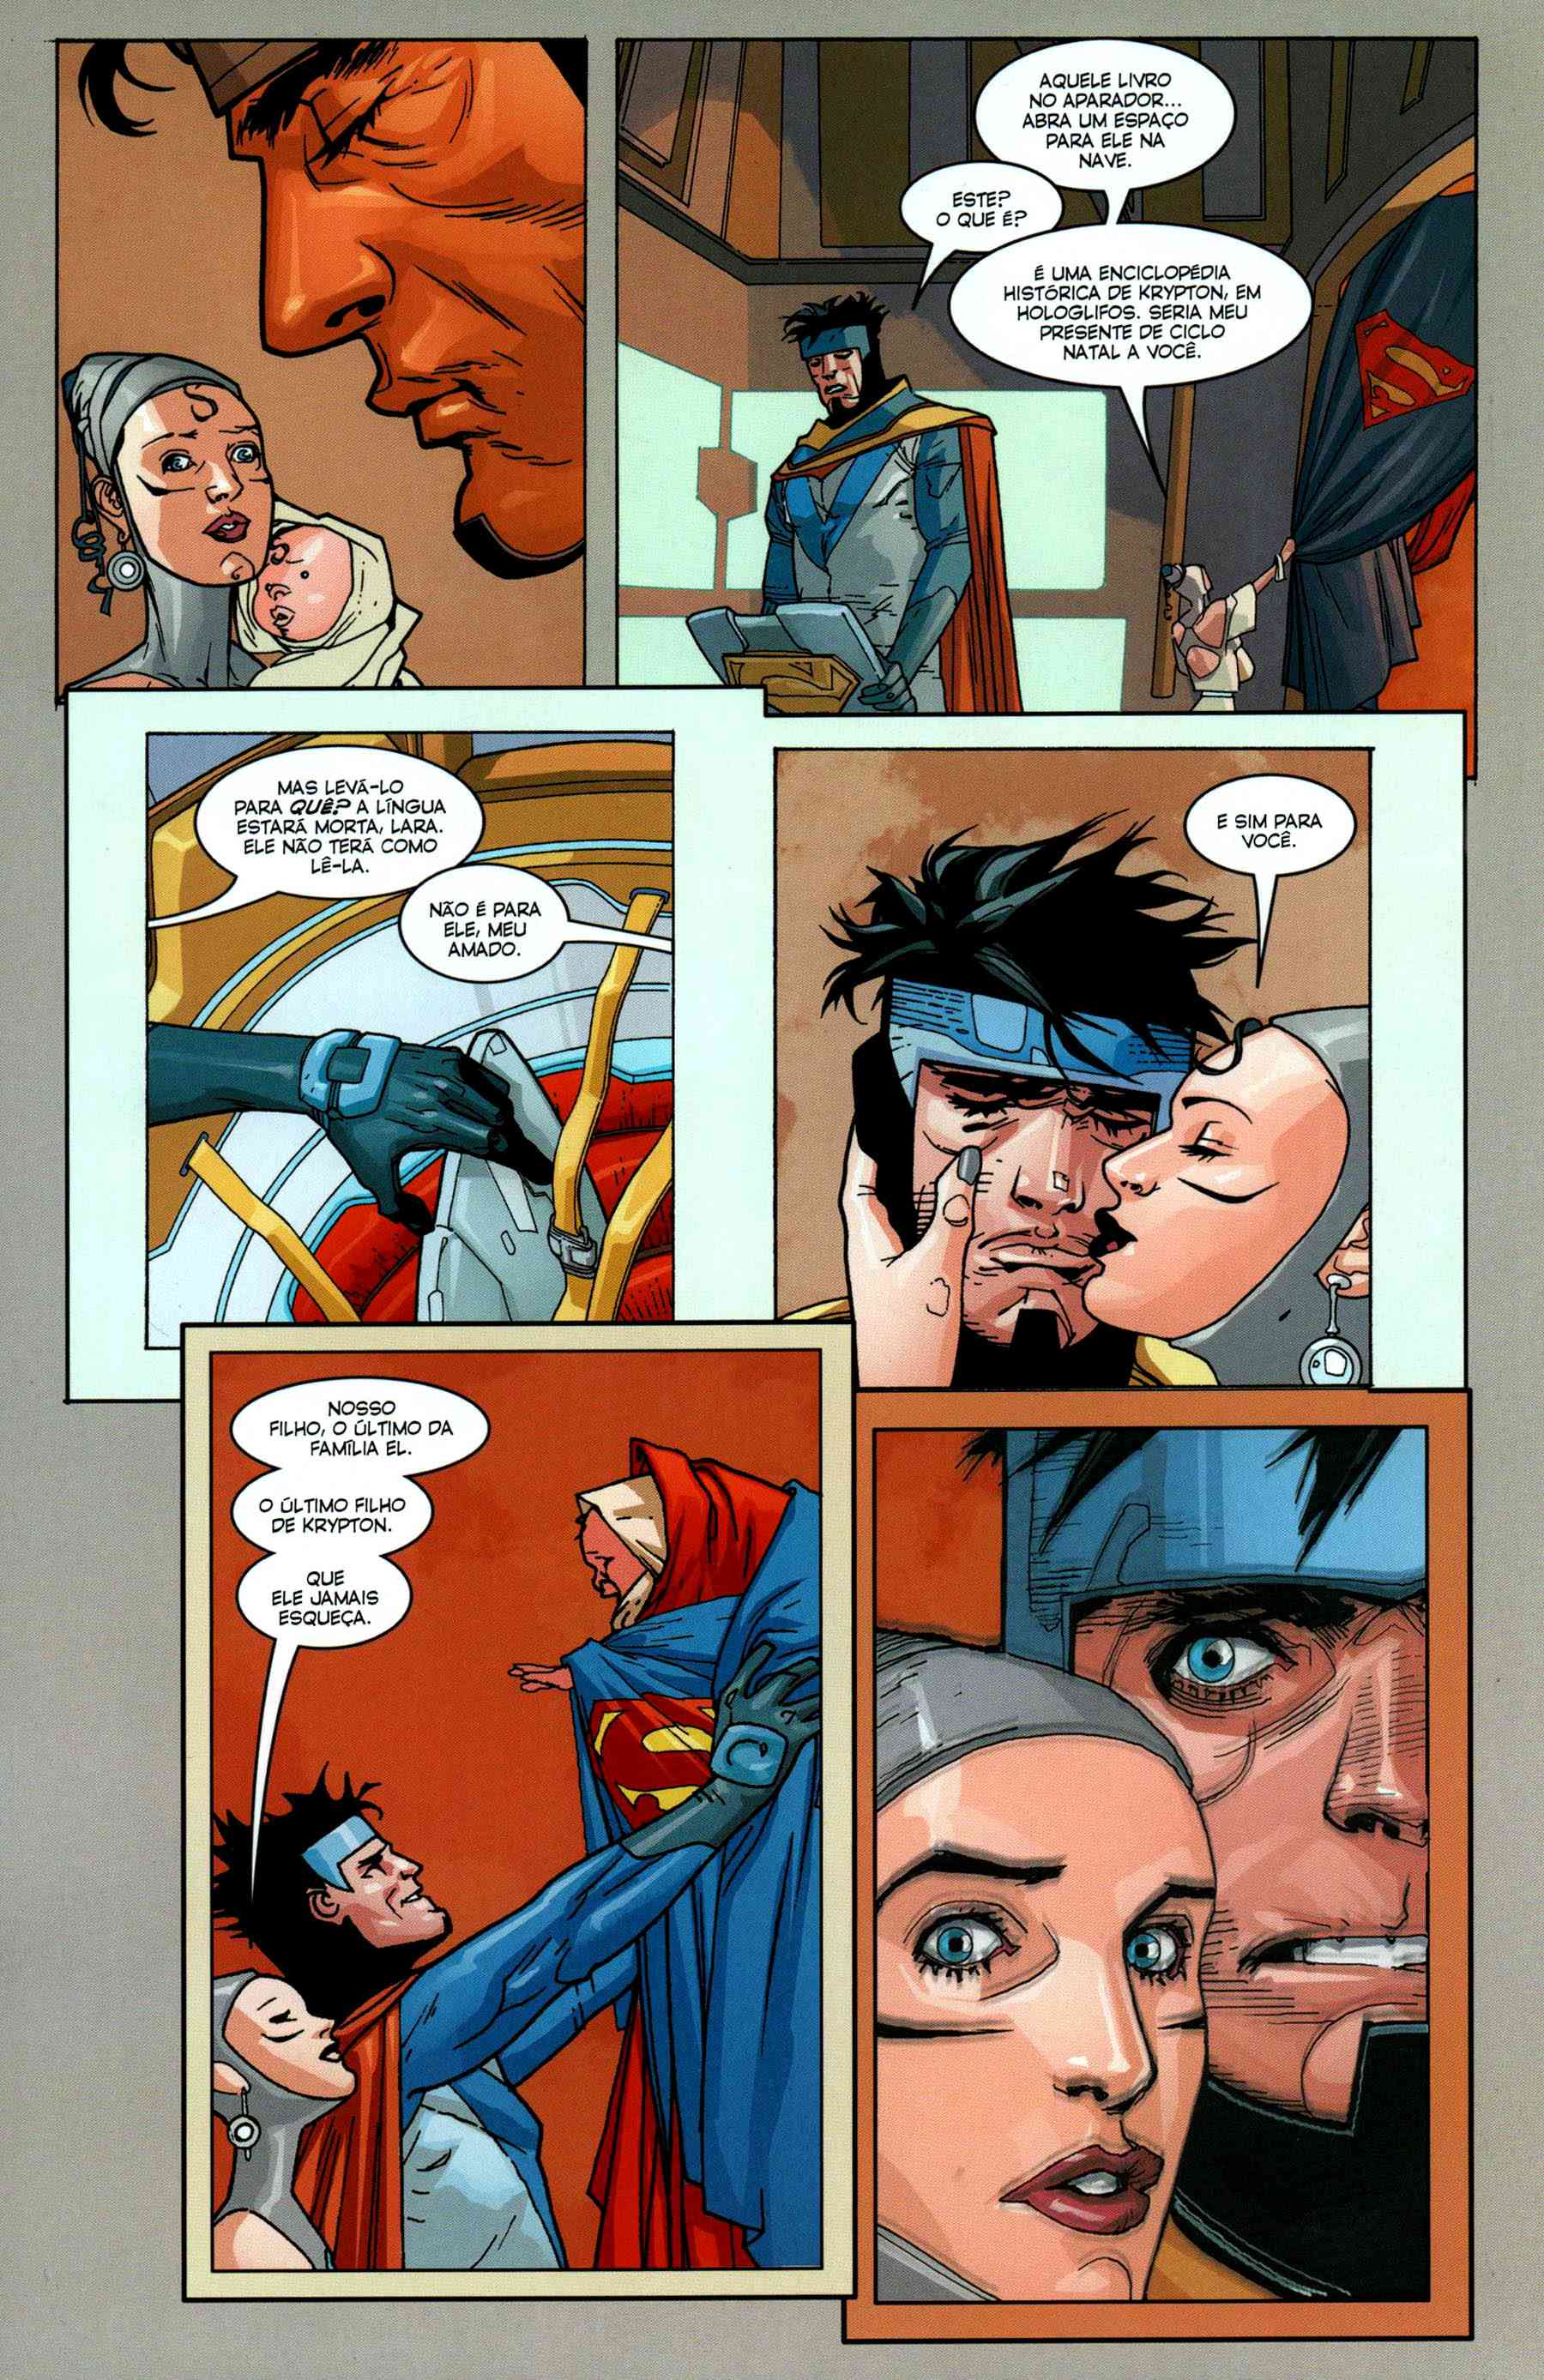 AQUELE LIVRO
NO APARADOR...
ABRA UM ESPAÇO
PARA ELE NA
NAVE.
ESTE?
O QUE É?
É UMA ENCICLOPÉDIA
HISTÓRICA DE KRYPTON, EM
HOLOGLIFOS. SERIA MEU
PRESENTE DE CICLO
NATAL A VOCÊ.
MAS LEVÁ-LO
PARA QUÊ? A LÍNGUA
ESTARÁ MORTA, LARA.
ELE NÃO TERÁ COMO
LÊ-LA.
NÃO É PARA
ELE, MEU
AMADO.
E SIM PARA
VOCÊ.
NOSSO
FILHO, O ÚLTIMO DA
FAMÍLIA EL.
O ÚLTIMO FILHO
DE KRYPTON.
QUE
ELE JAMAIS
ESQUEÇA.